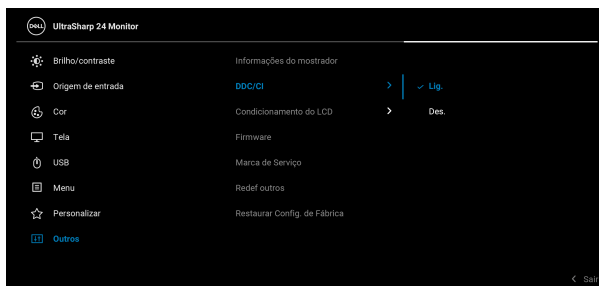 DELL UltraSharp 24 Monitor
Brilho/contraste Informações do mostrador
Origem de entrada DDC/CI Lig.
Cor Condicionamento do LCD Des.
Tela Firmware
USB Marca de Serviço
Menu Redef outros
Personalizar Restaurar Config. de Fábrica
Outros
Sair